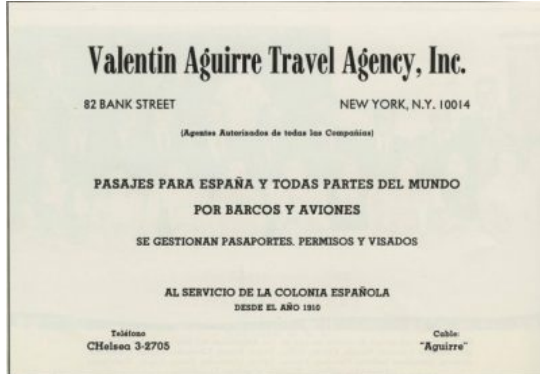 Valentin Aguirre Travel Agency, Inc.
82 BANK STREET NEW YORK, N.Y. 10014
(Agentes Autorizados de todas las Compañías)
PASAJES PARA ESPAÑA Y TODAS PARTES DEL MUNDO
POR BARCOS Y AVIONES
SE GESTIONAN PASAPORTES. PERMISOS Y VISADOS
AL SERVICIO DE LA COLONIA ESPAÑOLA
DESDE EL AÑO 1910
Teléfono Cable:
CHelsea 3-2705 "Aguirre"